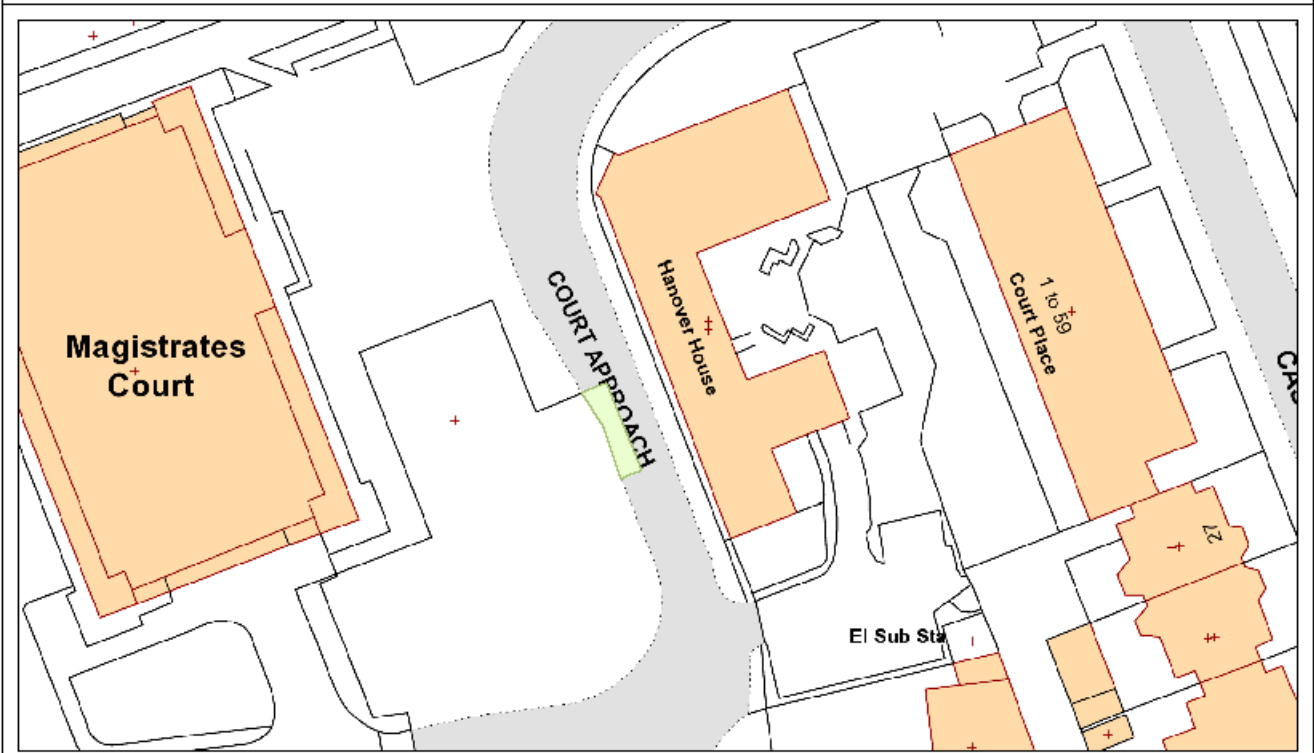 Magistrates
Court
COURT APPROACH
Hanover House
1 to 59
Court Place
27
El Sub Sta